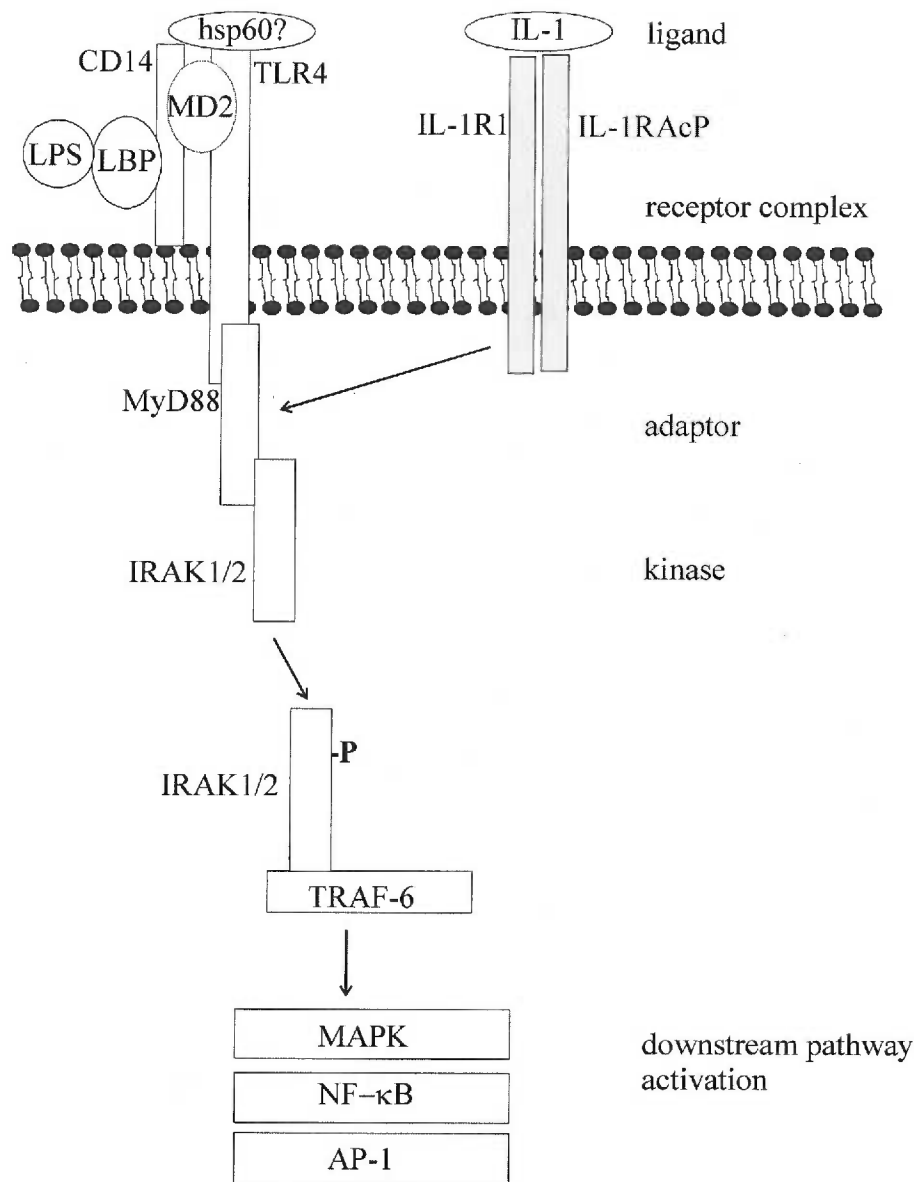 hsp60?
IL-1
ligand
CD14
TLR4
MD2
IL-1R1
IL-1RAcP
LPS
LBP
receptor complex
MyD88
adaptor
IRAK1/2
kinase
-P
IRAK1/2
TRAF-6
MAPK
downstream pathway
activation
NF-κB
AP-1